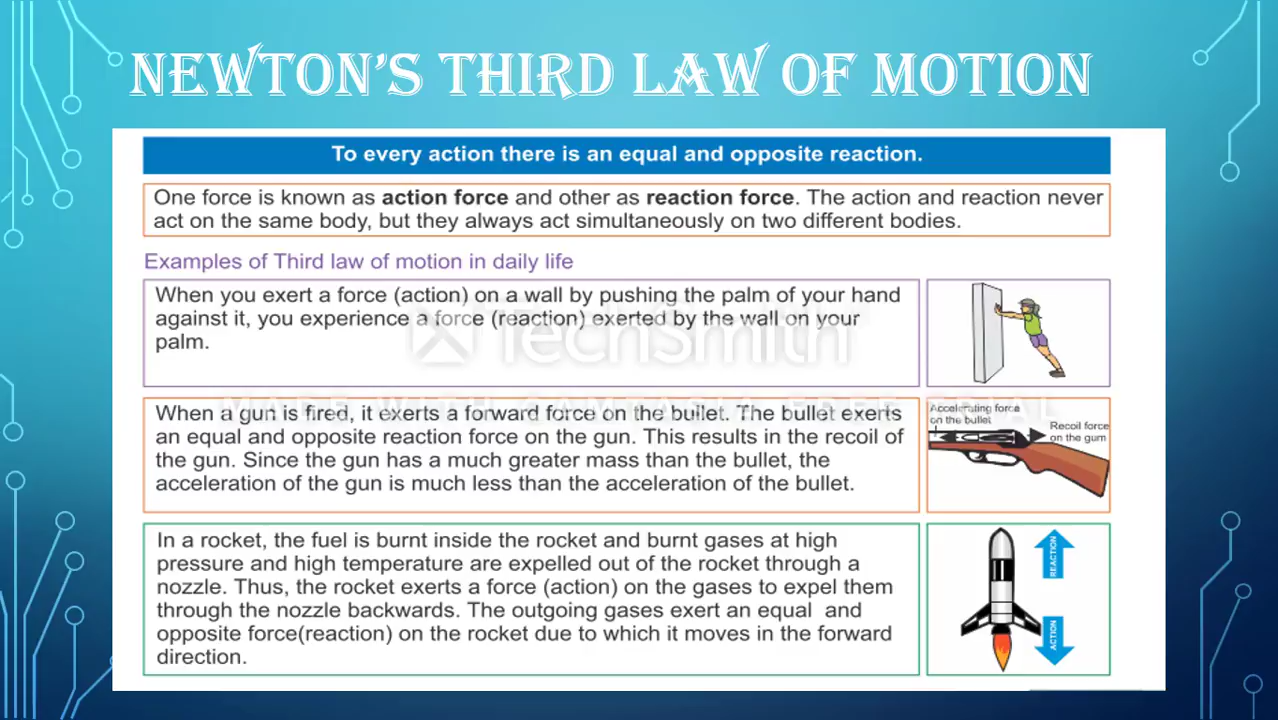 NEWTON'S THIRD LAW OF MOTION
To every action there is an equal and opposite reaction.
One force is known as action force and other as reaction force. The action and reaction never
act on the same body, but they always act simultaneously on two different bodies.
Examples of Third law of motion in daily life
When you exert a force (action) on a wall by pushing the palm of your hand
against it, you experience a force (reaction) exerted by the wall on your
palm.
TechSmith
MADE WITH CAMTASIA FREE TRIAL
When a gun is fired, it exerts a forward force on the bullet. The bullet exerts
an equal and opposite reaction force on the gun. This results in the recoil of
the gun. Since the gun has a much greater mass than the bullet, the
acceleration of the gun is much less than the acceleration of the bullet.
Accelerating force
on the bullet
Recoil force
on the gum
In a rocket, the fuel is burnt inside the rocket and burnt gases at high
pressure and high temperature are expelled out of the rocket through a
nozzle. Thus, the rocket exerts a force (action) on the gases to expel them
through the nozzle backwards. The outgoing gases exert an equal and
opposite force(reaction) on the rocket due to which it moves in the forward
direction.
REACTION
ACTION